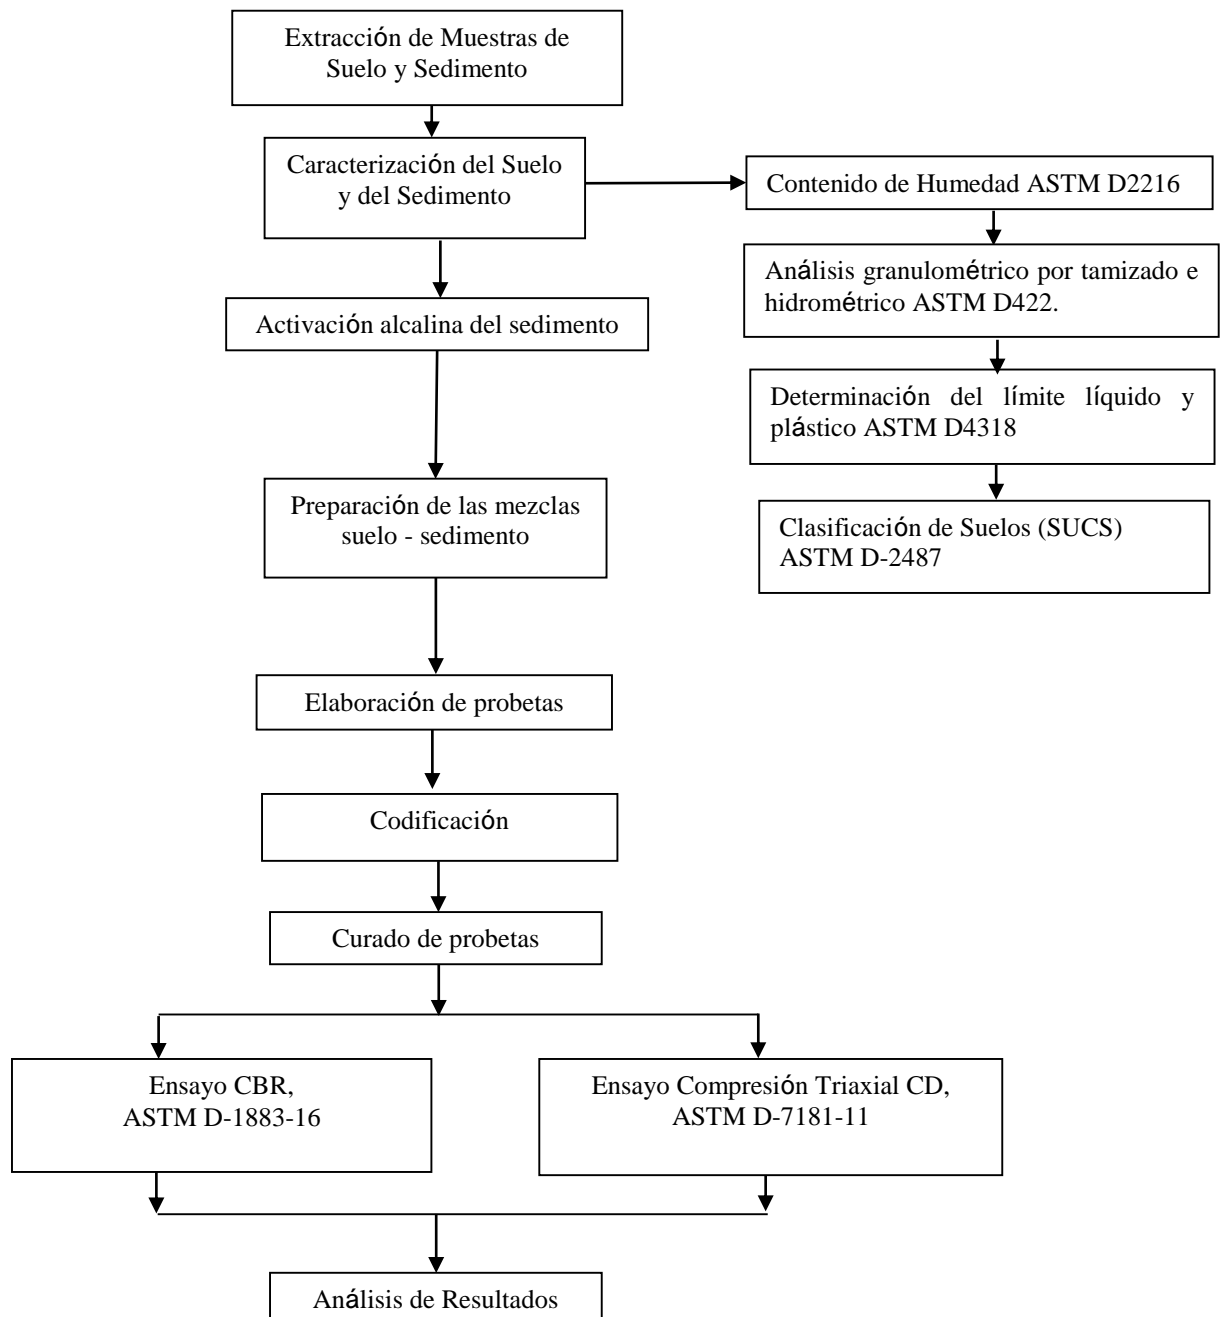 Extracción de Muestras de
Suelo y Sedimento
Caracterización del Suelo
y del Sedimento
Contenido de Humedad ASTM D2216
Análisis granulométrico por tamizado e
hidrométrico ASTM D422.
Determinación del límite líquido y
plástico ASTM D4318
Clasificación de Suelos (SUCS)
ASTM D-2487
Activación alcalina del sedimento
Preparación de las mezclas
suelo - sedimento
Elaboración de probetas
Codificación
Curado de probetas
Ensayo CBR,
ASTM D-1883-16
Ensayo Compresión Triaxial CD,
ASTM D-7181-11
Análisis de Resultados